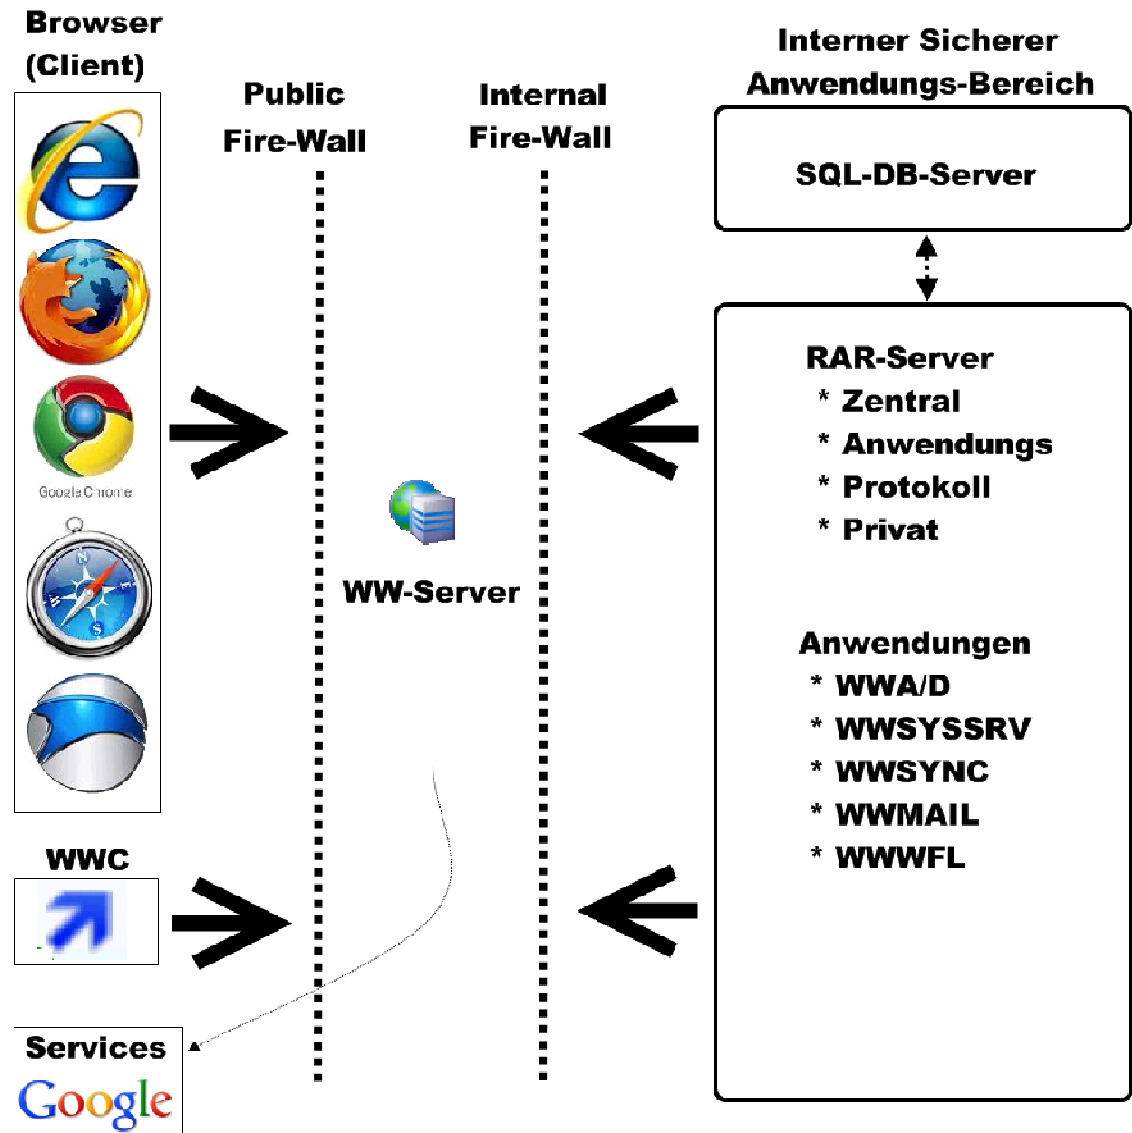 Browser
(Client)
Public
Fire-Wall
Internal
Fire-Wall
Interner Sicherer
Anwendungs-Bereich
SQL-DB-Server
Google Chrome
N
S
RAR-Server
* Zentral
* Anwendungs
* Protokoll
* Privat
WW-Server
Anwendungen
* WWA/D
* WWSYSSRV
* WWSYNC
* WWMAIL
* WWWFL
WWC
Services
Google